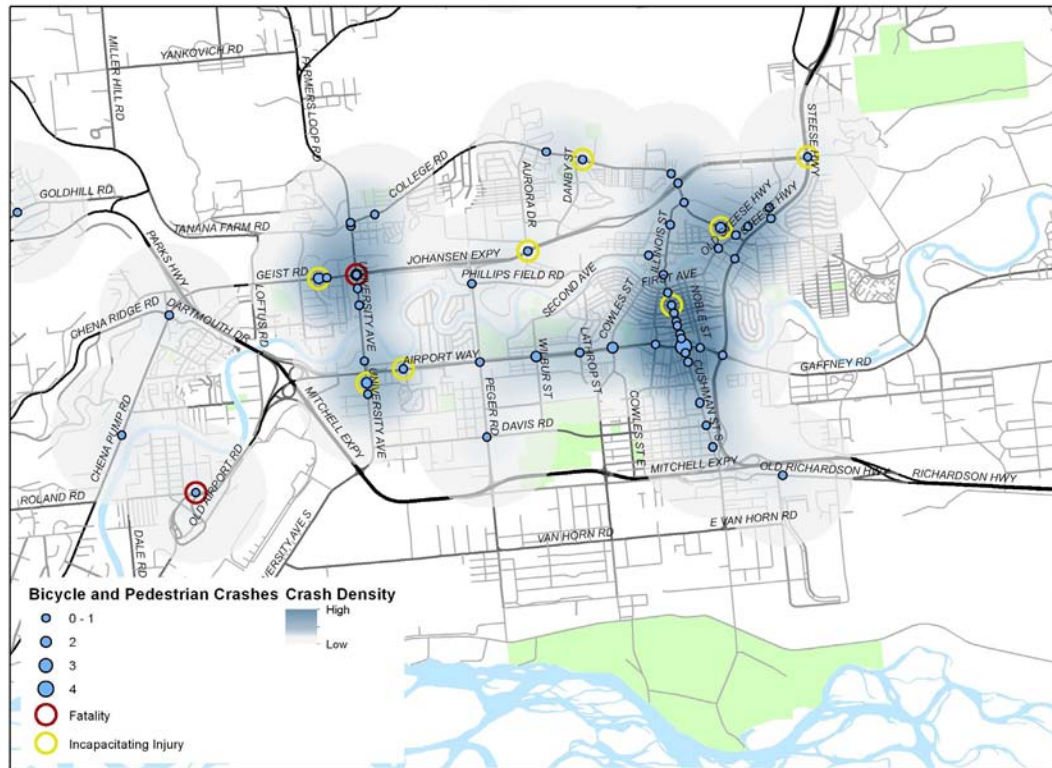 YANKOVICH RD
MILLER HILL RD
FARMERS LOOP RD
STEESE HWY
COLLEGE RD
AURORA DR
DANBY ST
GOLDHILL RD
TANANA FARM RD
PARKS HWY
OLD STEESE HWY
STEESE HWY
ILLINOIS ST
JOHANSEN EXPY
GEIST RD
PHILLIPS FIELD RD
SECOND AVE
FIRST AVE
LOFTUS RD
UNIVERSITY AVE
CHENA RIDGE RD
DARTMOUTH DR
COWLES ST
NOBLE ST
AIRPORT WAY
WILBUR ST
LATHROP ST
GAFFNEY RD
MITCHELL EXPY
UNIVERSITY AVE
PEGER RD
CUSHMAN ST S
CHENA PUMP RD
DAVIS RD
COWLES ST E
MITCHELL EXPY
OLD RICHARDSON HWY
RICHARDSON HWY
ROLAND RD
OLD AIRPORT RD
E VAN HORN RD
VAN HORN RD
DALE RD
VERSITY AVE S
Bicycle and Pedestrian Crashes
0 - 1
2
3
4
Fatality
Incapacitating Injury
Crash Density
High
Low